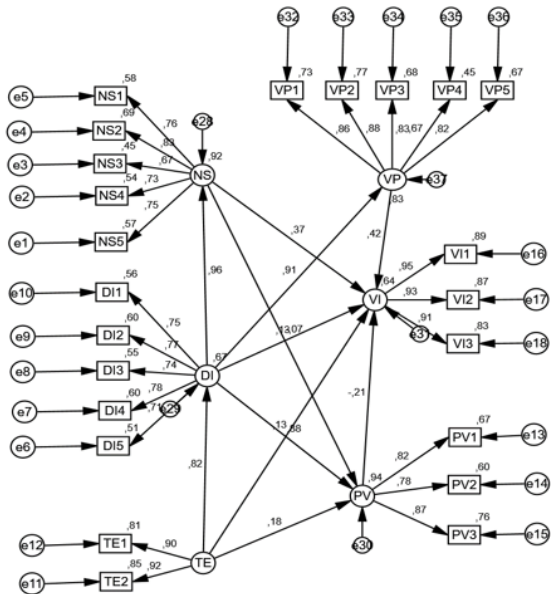 e32 e33 e34 e35 e36
,73 ,77 ,68 ,45 ,67
VP1 VP2 VP3 VP4 VP5
,86 ,88 ,83 ,67 ,82
,58
e5 NS1
,76
,69
e4 NS2
,83
e28
,45
e3 NS3
,67
,92
NS
,54
e2 NS4
,73
,75
,57
e1 NS5
VP e37
,83
,37 ,42
,96 ,91
,89
VI1 e16
,95
,64
VI
,87
,93
VI2 e17
e31
,91
,83
VI3 e18
,56
e10 DI1
,75
,60
e9 DI2
,77
,67
DI
,07
,55
e8 DI3
,74
,60
e7 DI4
,78
e29
,71
,51
e6 DI5
-,21
,13
,67
PV1 e13
,82
,94
PV
,60
,78
PV2 e14
,76
,87
PV3 e15
e30
,82
,18
,81
e12 TE1
,90
TE
,85
,92
e11 TE2